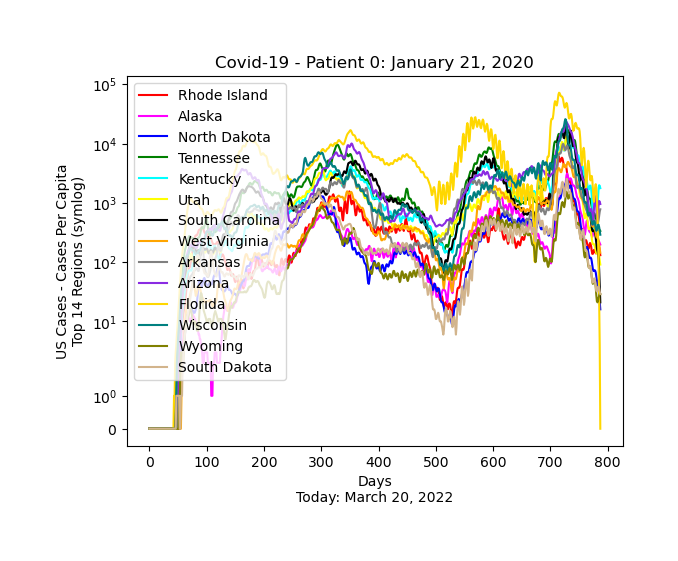 Covid-19 - Patient 0: January 21, 2020
US Cases - Cases Per Capita
Top 14 Regions (symlog)
10^5
10^4
10^3
10^2
10^1
10^0
0
Rhode Island
Alaska
North Dakota
Tennessee
Kentucky
Utah
South Carolina
West Virginia
Arkansas
Arizona
Florida
Wisconsin
Wyoming
South Dakota
0 100 200 300 400 500 600 700 800
Days
Today: March 20, 2022